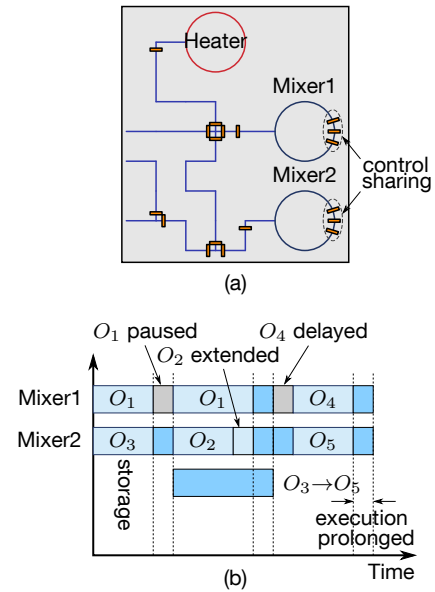 Heater
Mixer1
control
sharing
Mixer2
(a)
O₁ paused
O₄ delayed
O₂ extended
Mixer1
O₁
O₁
O₄
Mixer2
O₃
O₂
O₅
storage
O₃→O₅
execution
prolonged
Time
(b)